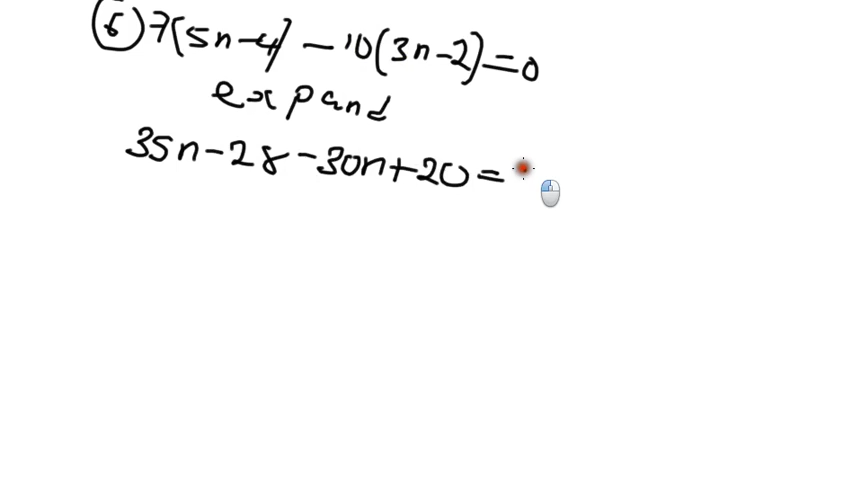 ⑥ 7(5n-4) - 10(3n-2)=0
expand
35n-28-30n+20=